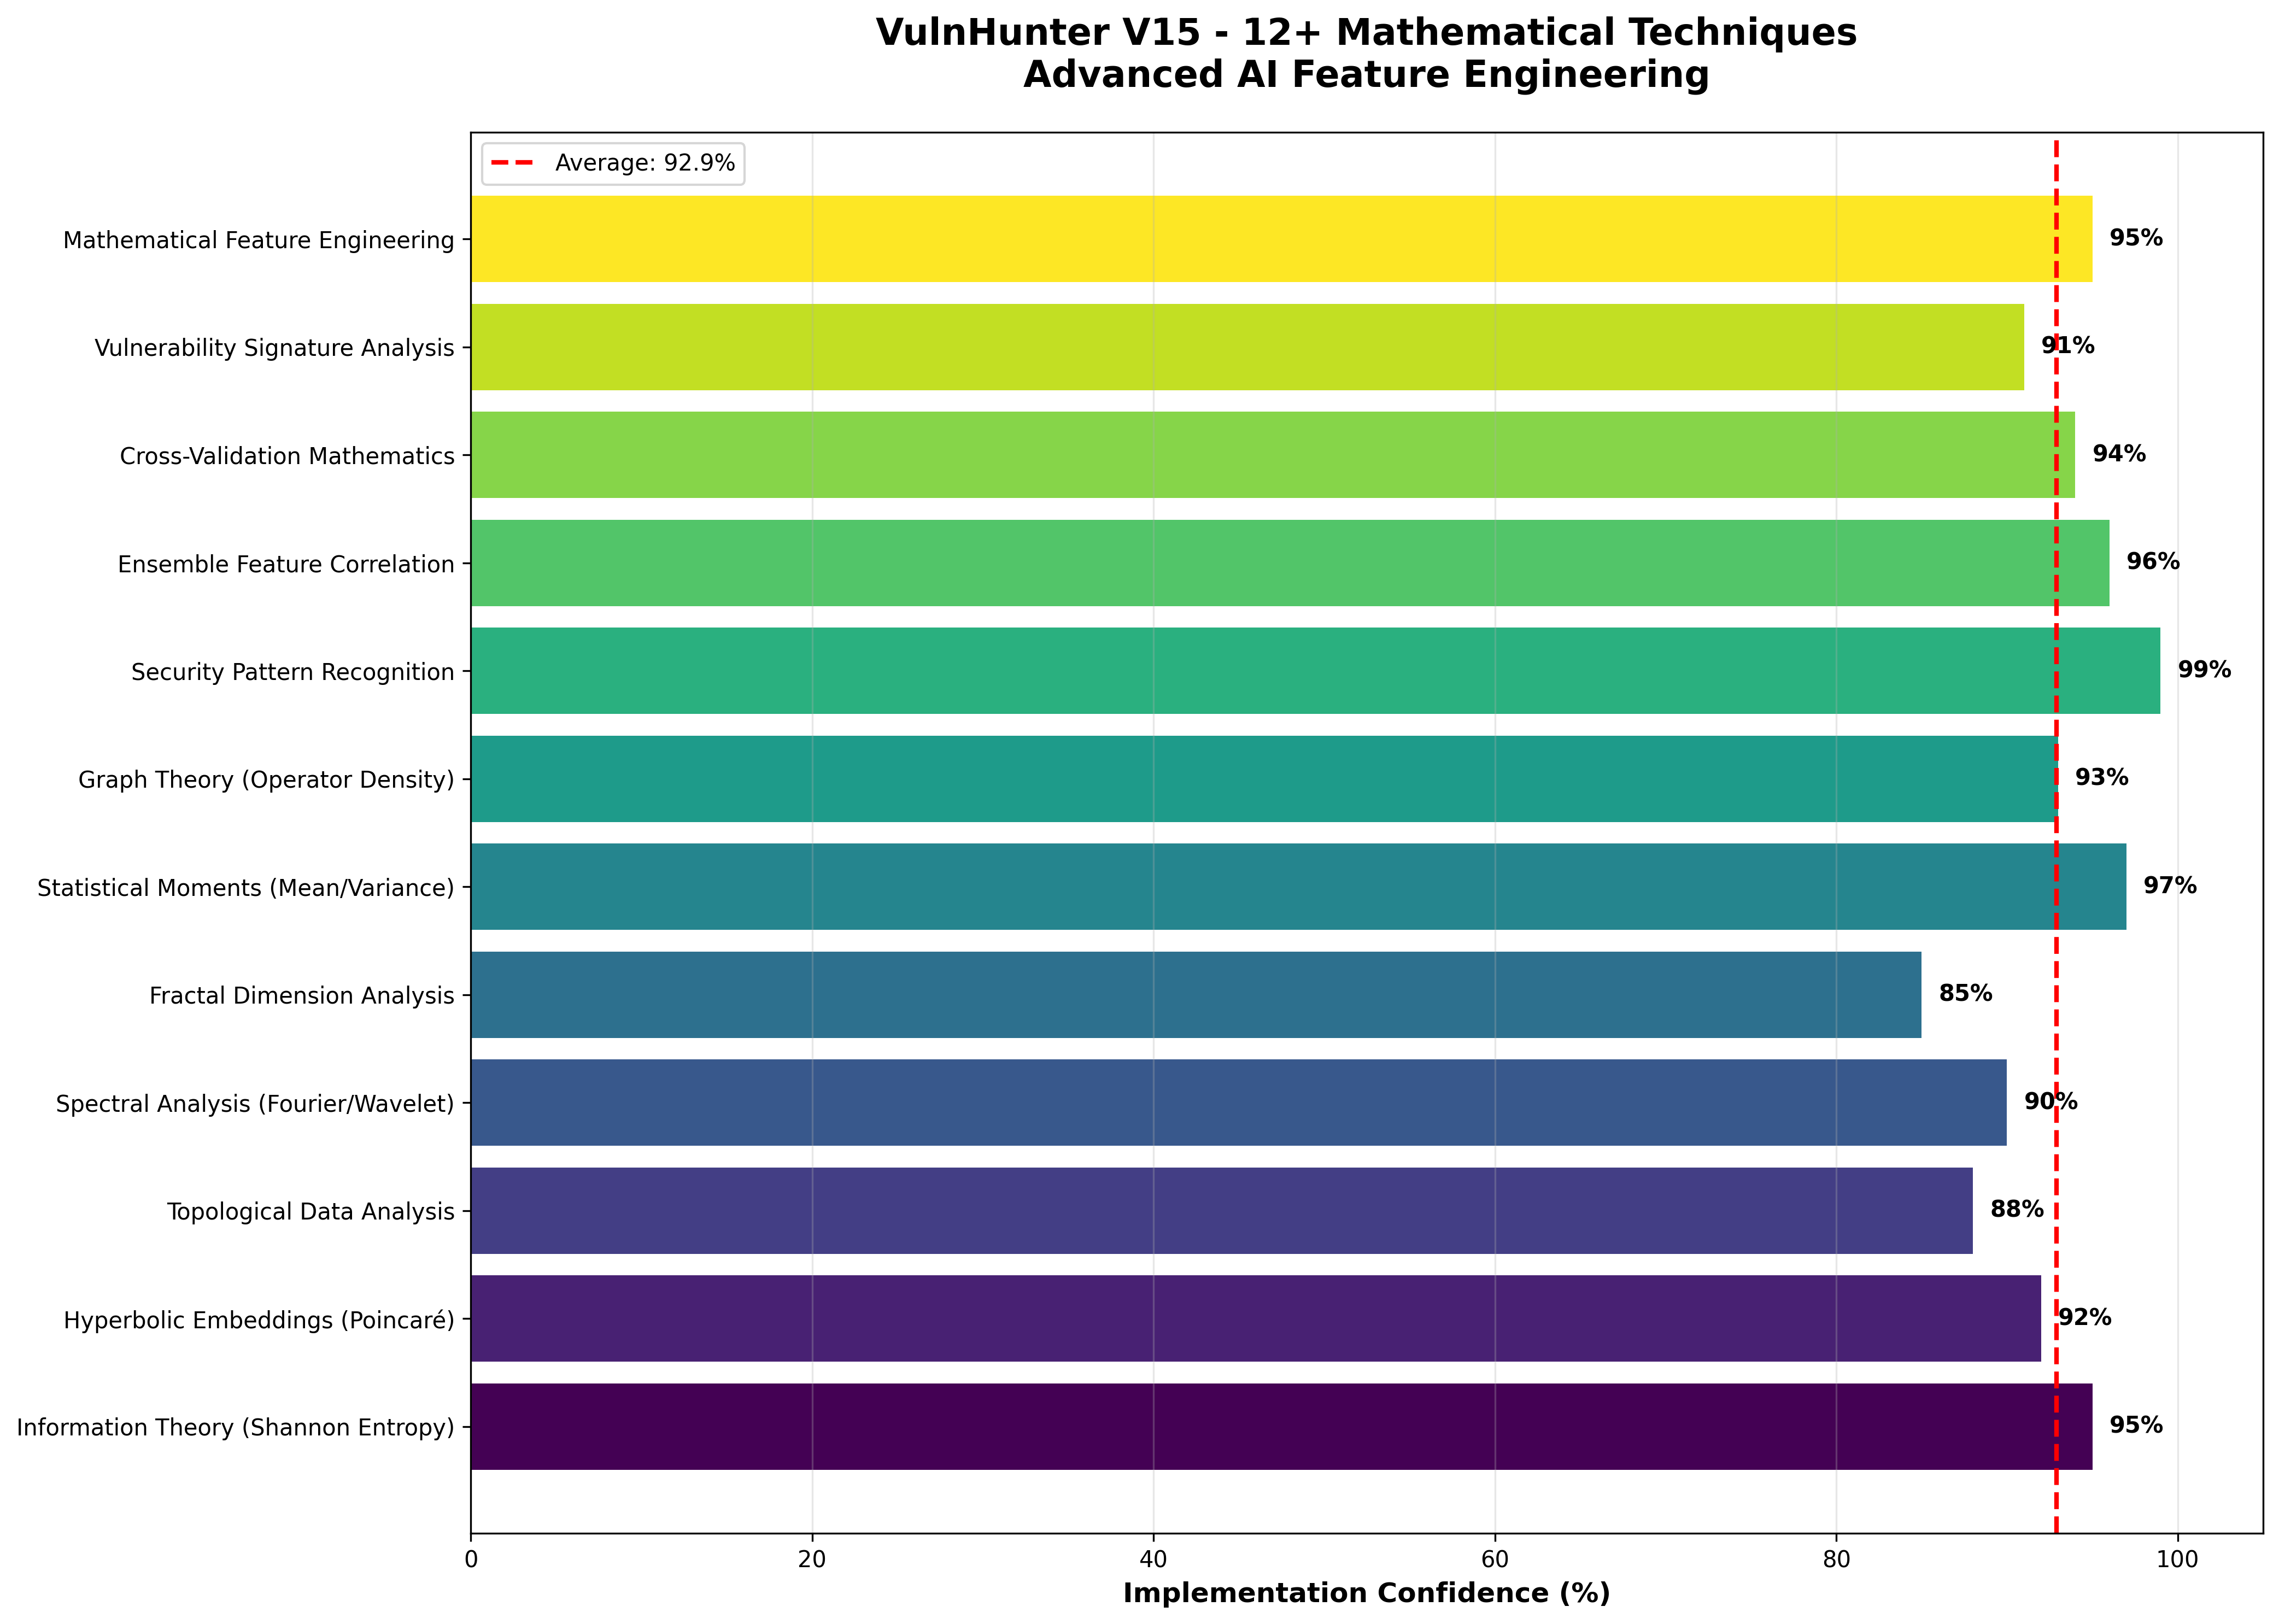 VulnHunter V15 - 12+ Mathematical Techniques
Advanced AI Feature Engineering
Average: 92.9%
Mathematical Feature Engineering
95%
Vulnerability Signature Analysis
91%
Cross-Validation Mathematics
94%
Ensemble Feature Correlation
96%
Security Pattern Recognition
99%
Graph Theory (Operator Density)
93%
Statistical Moments (Mean/Variance)
97%
Fractal Dimension Analysis
85%
Spectral Analysis (Fourier/Wavelet)
90%
Topological Data Analysis
88%
Hyperbolic Embeddings (Poincaré)
92%
Information Theory (Shannon Entropy)
95%
0 20 40 60 80 100
Implementation Confidence (%)